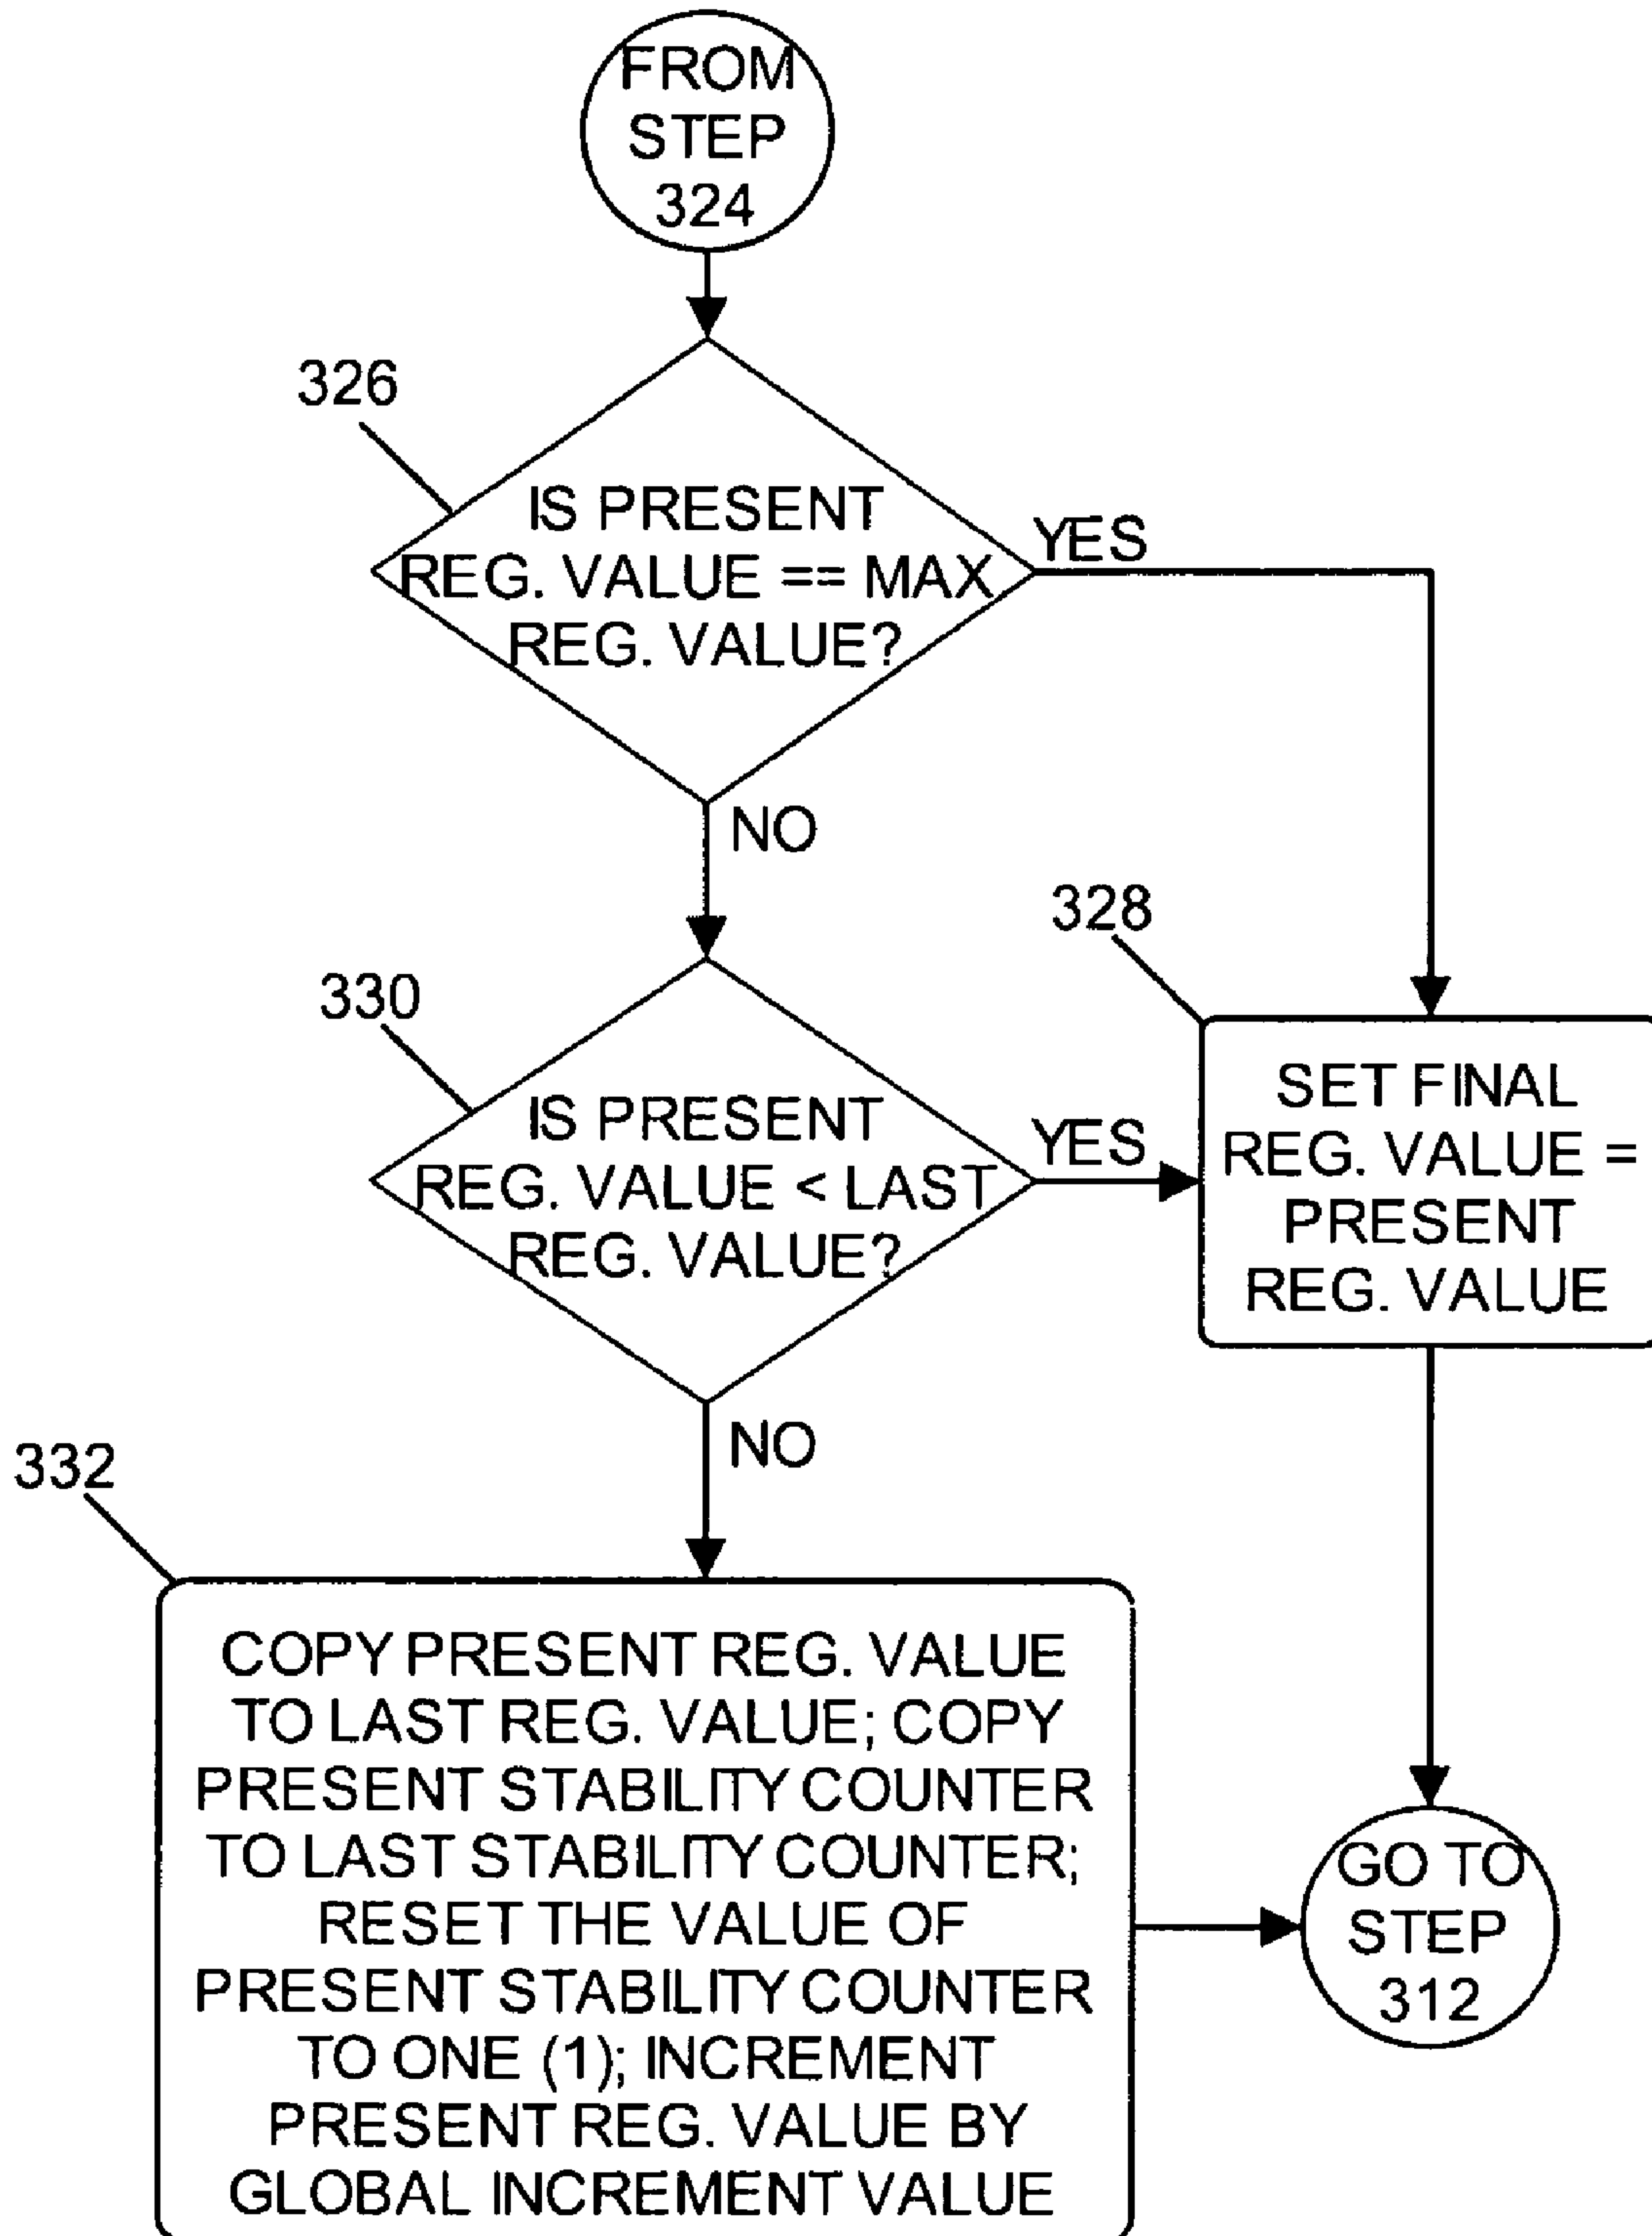 FROM
STEP
324
326
IS PRESENT
REG. VALUE == MAX
REG. VALUE?
YES
NO
328
330
IS PRESENT
REG. VALUE < LAST
REG. VALUE?
YES
SET FINAL
REG. VALUE =
PRESENT
REG. VALUE
NO
332
COPY PRESENT REG. VALUE
TO LAST REG. VALUE; COPY
PRESENT STABILITY COUNTER
TO LAST STABILITY COUNTER;
RESET THE VALUE OF
PRESENT STABILITY COUNTER
TO ONE (1); INCREMENT
PRESENT REG. VALUE BY
GLOBAL INCREMENT VALUE
GO TO
STEP
312